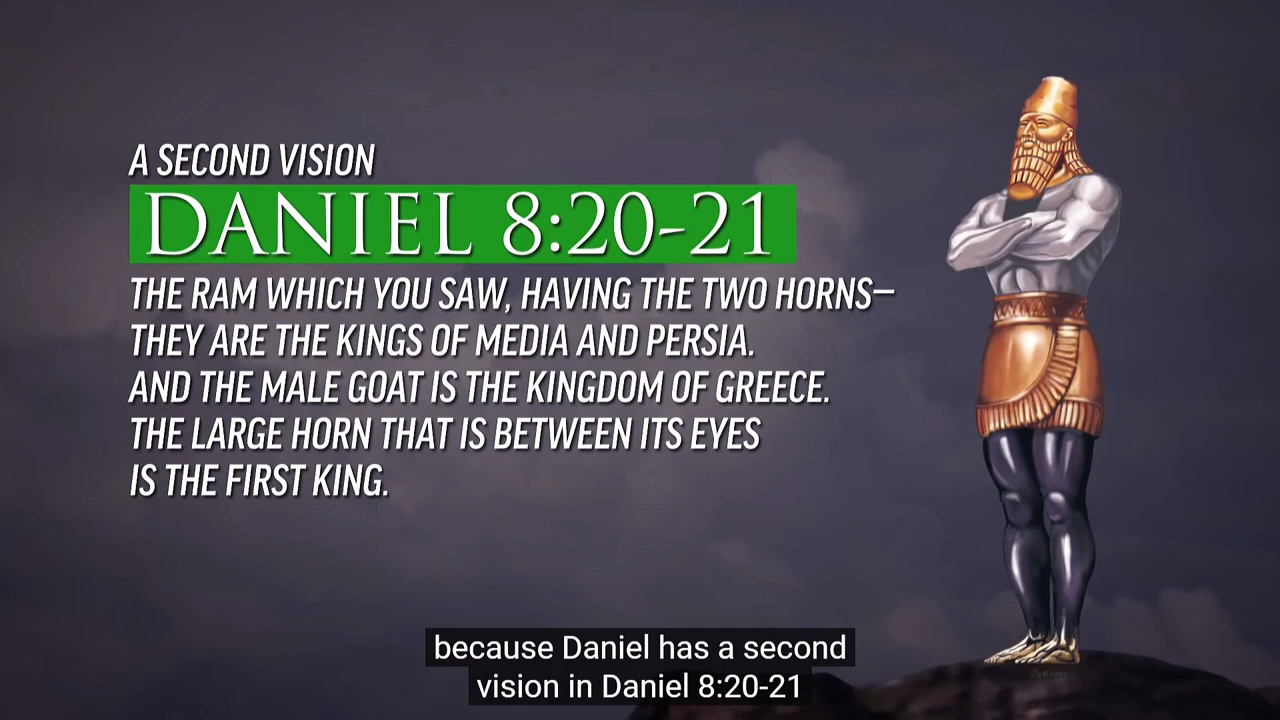 A SECOND VISION
DANIEL 8:20-21
THE RAM WHICH YOU SAW, HAVING THE TWO HORNS—
THEY ARE THE KINGS OF MEDIA AND PERSIA.
AND THE MALE GOAT IS THE KINGDOM OF GREECE.
THE LARGE HORN THAT IS BETWEEN ITS EYES
IS THE FIRST KING.
because Daniel has a second
vision in Daniel 8:20-21